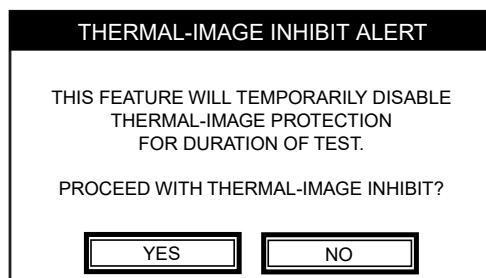 THERMAL-IMAGE INHIBIT ALERT
THIS FEATURE WILL TEMPORARILY DISABLE
THERMAL-IMAGE PROTECTION
FOR DURATION OF TEST.
PROCEED WITH THERMAL-IMAGE INHIBIT?
YES
NO